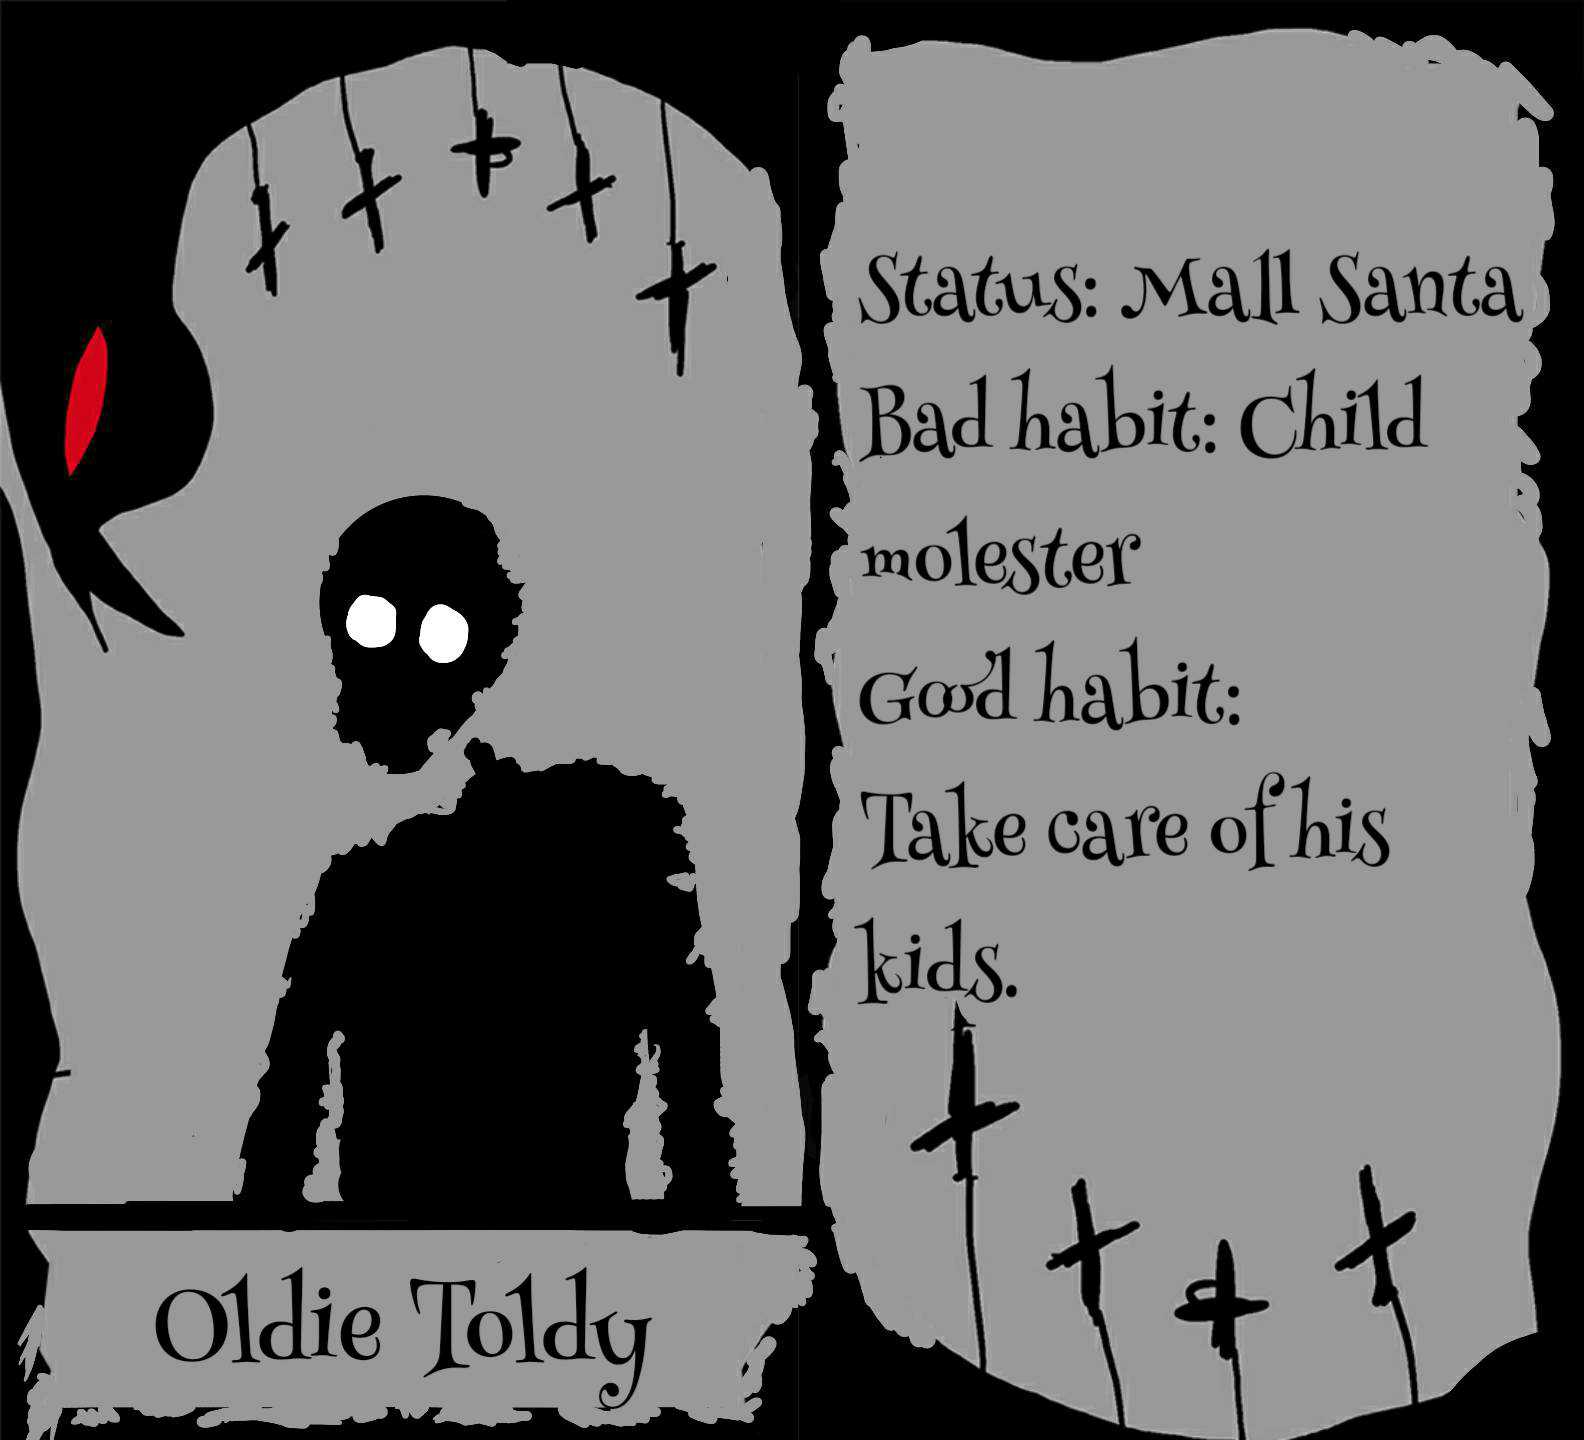 Oldie Toldy
Status: Mall Santa
Bad habit: Child
molester
Good habit:
Take care of his
kids.